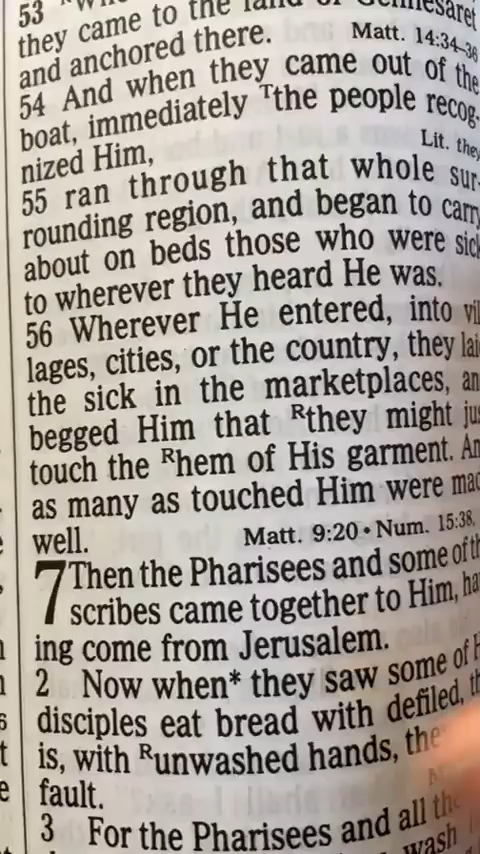 53
they came to the land of Gennesaret
and anchored there. Matt. 14:34–36
54 And when they came out of the
boat, immediately Tthe people recog-
nized Him, Lit. they
55 ran through that whole sur-
rounding region, and began to carry
about on beds those who were sick
to wherever they heard He was.
56 Wherever He entered, into vil
lages, cities, or the country, they lai
the sick in the marketplaces, an
begged Him that Rthey might jus
touch the Rhem of His garment. An
as many as touched Him were mad
well. Matt. 9:20 • Num. 15:38,
7 Then the Pharisees and some of th
scribes came together to Him, ha
ing come from Jerusalem.
2 Now when* they saw some of H
disciples eat bread with defiled, th
is, with Runwashed hands, the
fault.
3 For the Pharisees and all the
wash